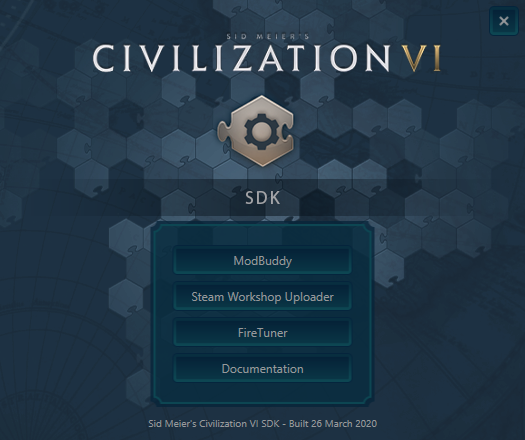 SID MEIER'S
CIVILIZATION VI
SDK
ModBuddy
Steam Workshop Uploader
FireTuner
Documentation
Sid Meier's Civilization VI SDK - Built 26 March 2020